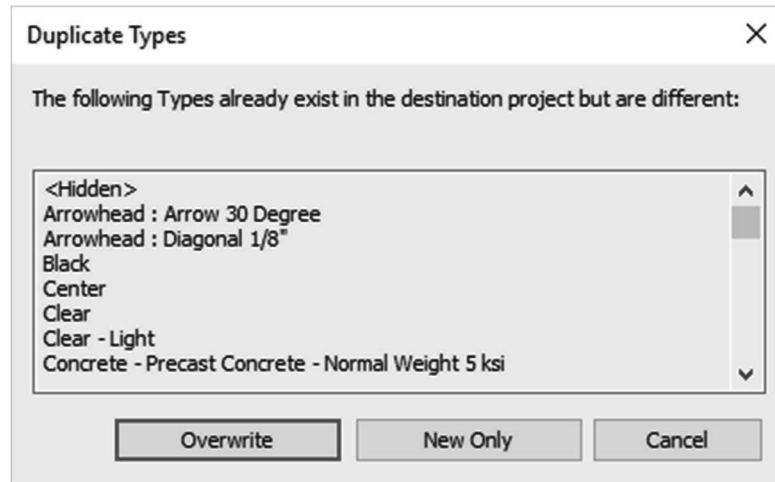 Duplicate Types
The following Types already exist in the destination project but are different:
<Hidden>
Arrowhead : Arrow 30 Degree
Arrowhead : Diagonal 1/8"
Black
Center
Clear
Clear - Light
Concrete - Precast Concrete - Normal Weight 5 ksi
Overwrite
New Only
Cancel